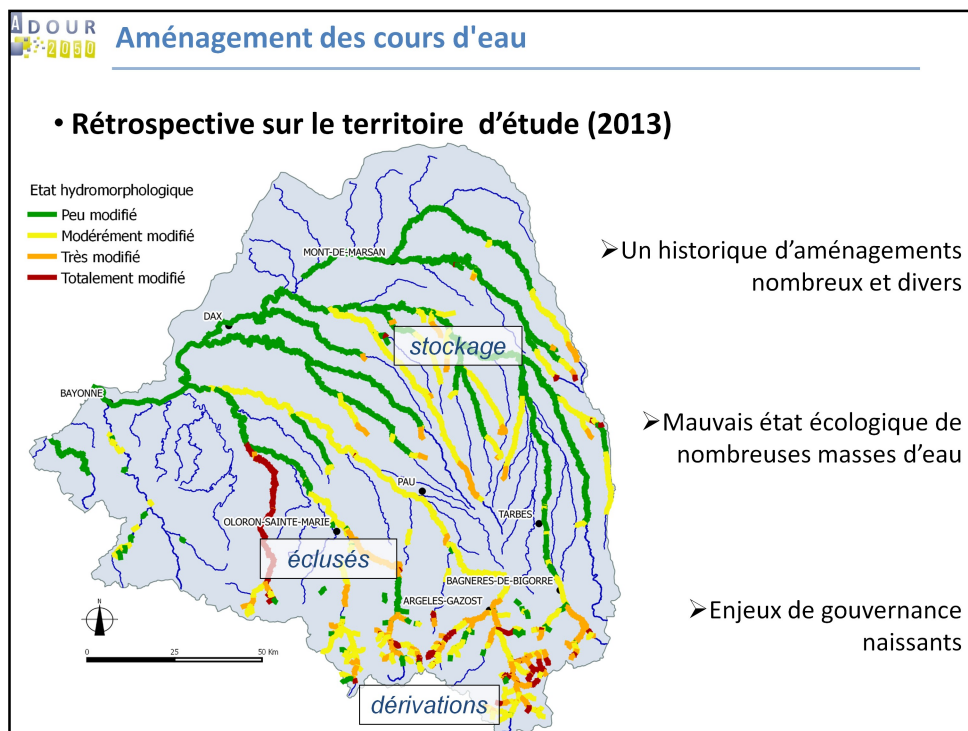 ADOUR
2050
Aménagement des cours d'eau
• Rétrospective sur le territoire d'étude (2013)
Etat hydromorphologique
Peu modifié
Modérément modifié
Très modifié
Totalement modifié
MONT-DE-MARSAN
DAX
stockage
BAYONNE
PAU
TARBES
OLORON-SAINTE-MARIE
éclusés
BAGNERES-DE-BIGORRE
ARGELES-GAZOST
N
0 25 50 Km
dérivations
➢Un historique d'aménagements
nombreux et divers
➢Mauvais état écologique de
nombreuses masses d'eau
➢Enjeux de gouvernance
naissants